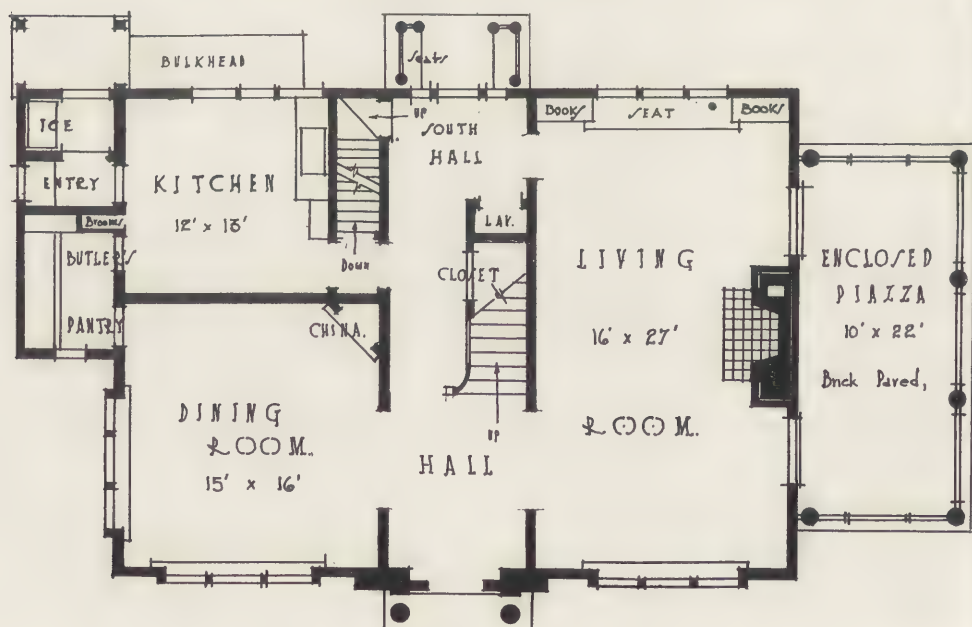 BULKHEAD
Seats
ICE
ENTRY
Brooms
BUTLER'S
PANTRY
KITCHEN
12' x 13'
UP
DOWN
SOUTH
HALL
LAV.
CLOSET
BOOKS
SEAT
BOOKS
LIVING
16' x 27'
ROOM.
ENCLOSED
PIAZZA
10' x 22'
Brick Paved,
CHINA.
DINING
ROOM.
15' x 16'
UP
HALL